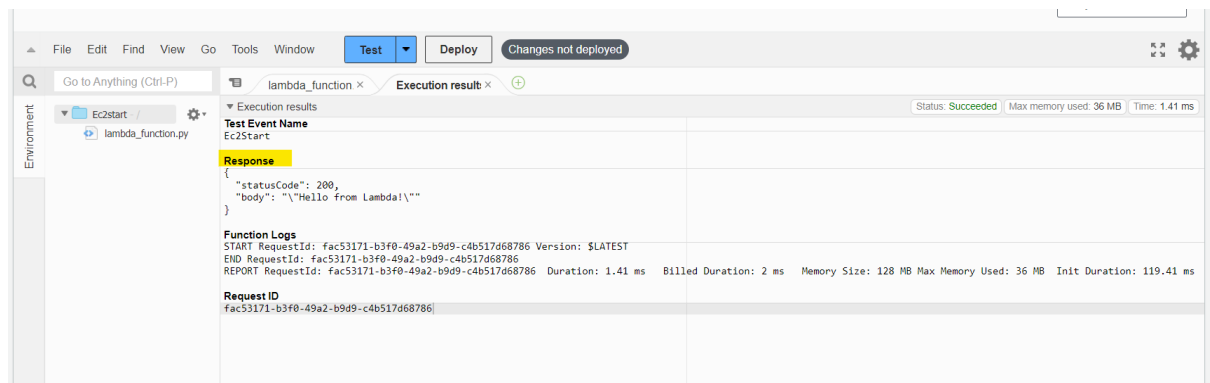 File Edit Find View Go Tools Window Test Deploy Changes not deployed
Go to Anything (Ctrl-P)
lambda_function × Execution result: ×
Environment
Ec2start - /
lambda_function.py
Execution results
Status: Succeeded Max memory used: 36 MB Time: 1.41 ms
Test Event Name
Ec2Start
Response
{
"statusCode": 200,
"body": "\"Hello from Lambda!\""
}
Function Logs
START RequestId: fac53171-b3f0-49a2-b9d9-c4b517d68786 Version: $LATEST
END RequestId: fac53171-b3f0-49a2-b9d9-c4b517d68786
REPORT RequestId: fac53171-b3f0-49a2-b9d9-c4b517d68786 Duration: 1.41 ms Billed Duration: 2 ms Memory Size: 128 MB Max Memory Used: 36 MB Init Duration: 119.41 ms
Request ID
fac53171-b3f0-49a2-b9d9-c4b517d68786